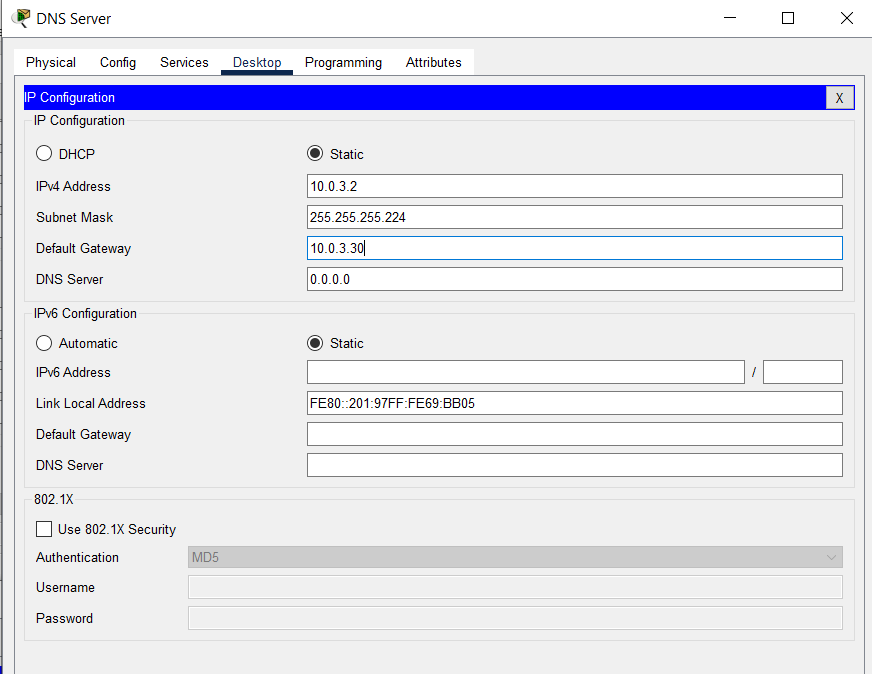 DNS Server
Physical Config Services Desktop Programming Attributes
IP Configuration X
IP Configuration
DHCP Static
IPv4 Address 10.0.3.2
Subnet Mask 255.255.255.224
Default Gateway 10.0.3.30
DNS Server 0.0.0.0
IPv6 Configuration
Automatic Static
IPv6 Address /
Link Local Address FE80::201:97FF:FE69:BB05
Default Gateway
DNS Server
802.1X
Use 802.1X Security
Authentication MD5
Username
Password